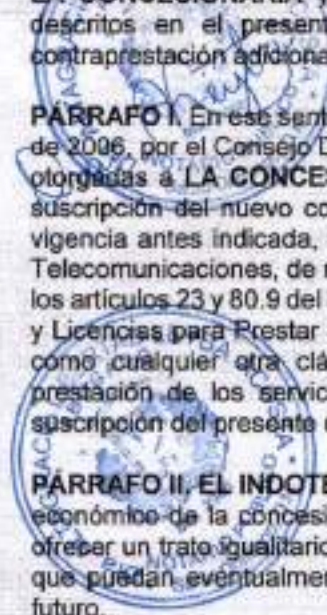 descritos en el present
contraprestación adiciona
PÁRRAFO I. En ese sent
de 2006, por el Consejo D
otorgadas a LA CONCES
suscripción del nuevo co
vigencia antes indicada,
Telecomunicaciones, de
los artículos 23 y 80.9 del
y Licencias para Prestar
como cualquier otra clá
prestación de los servic
suscripción del presente
PÁRRAFO II. EL INDOTE
económico de la concesi
ofrecer un trato igualitario
que puedan eventualmen
futuro.